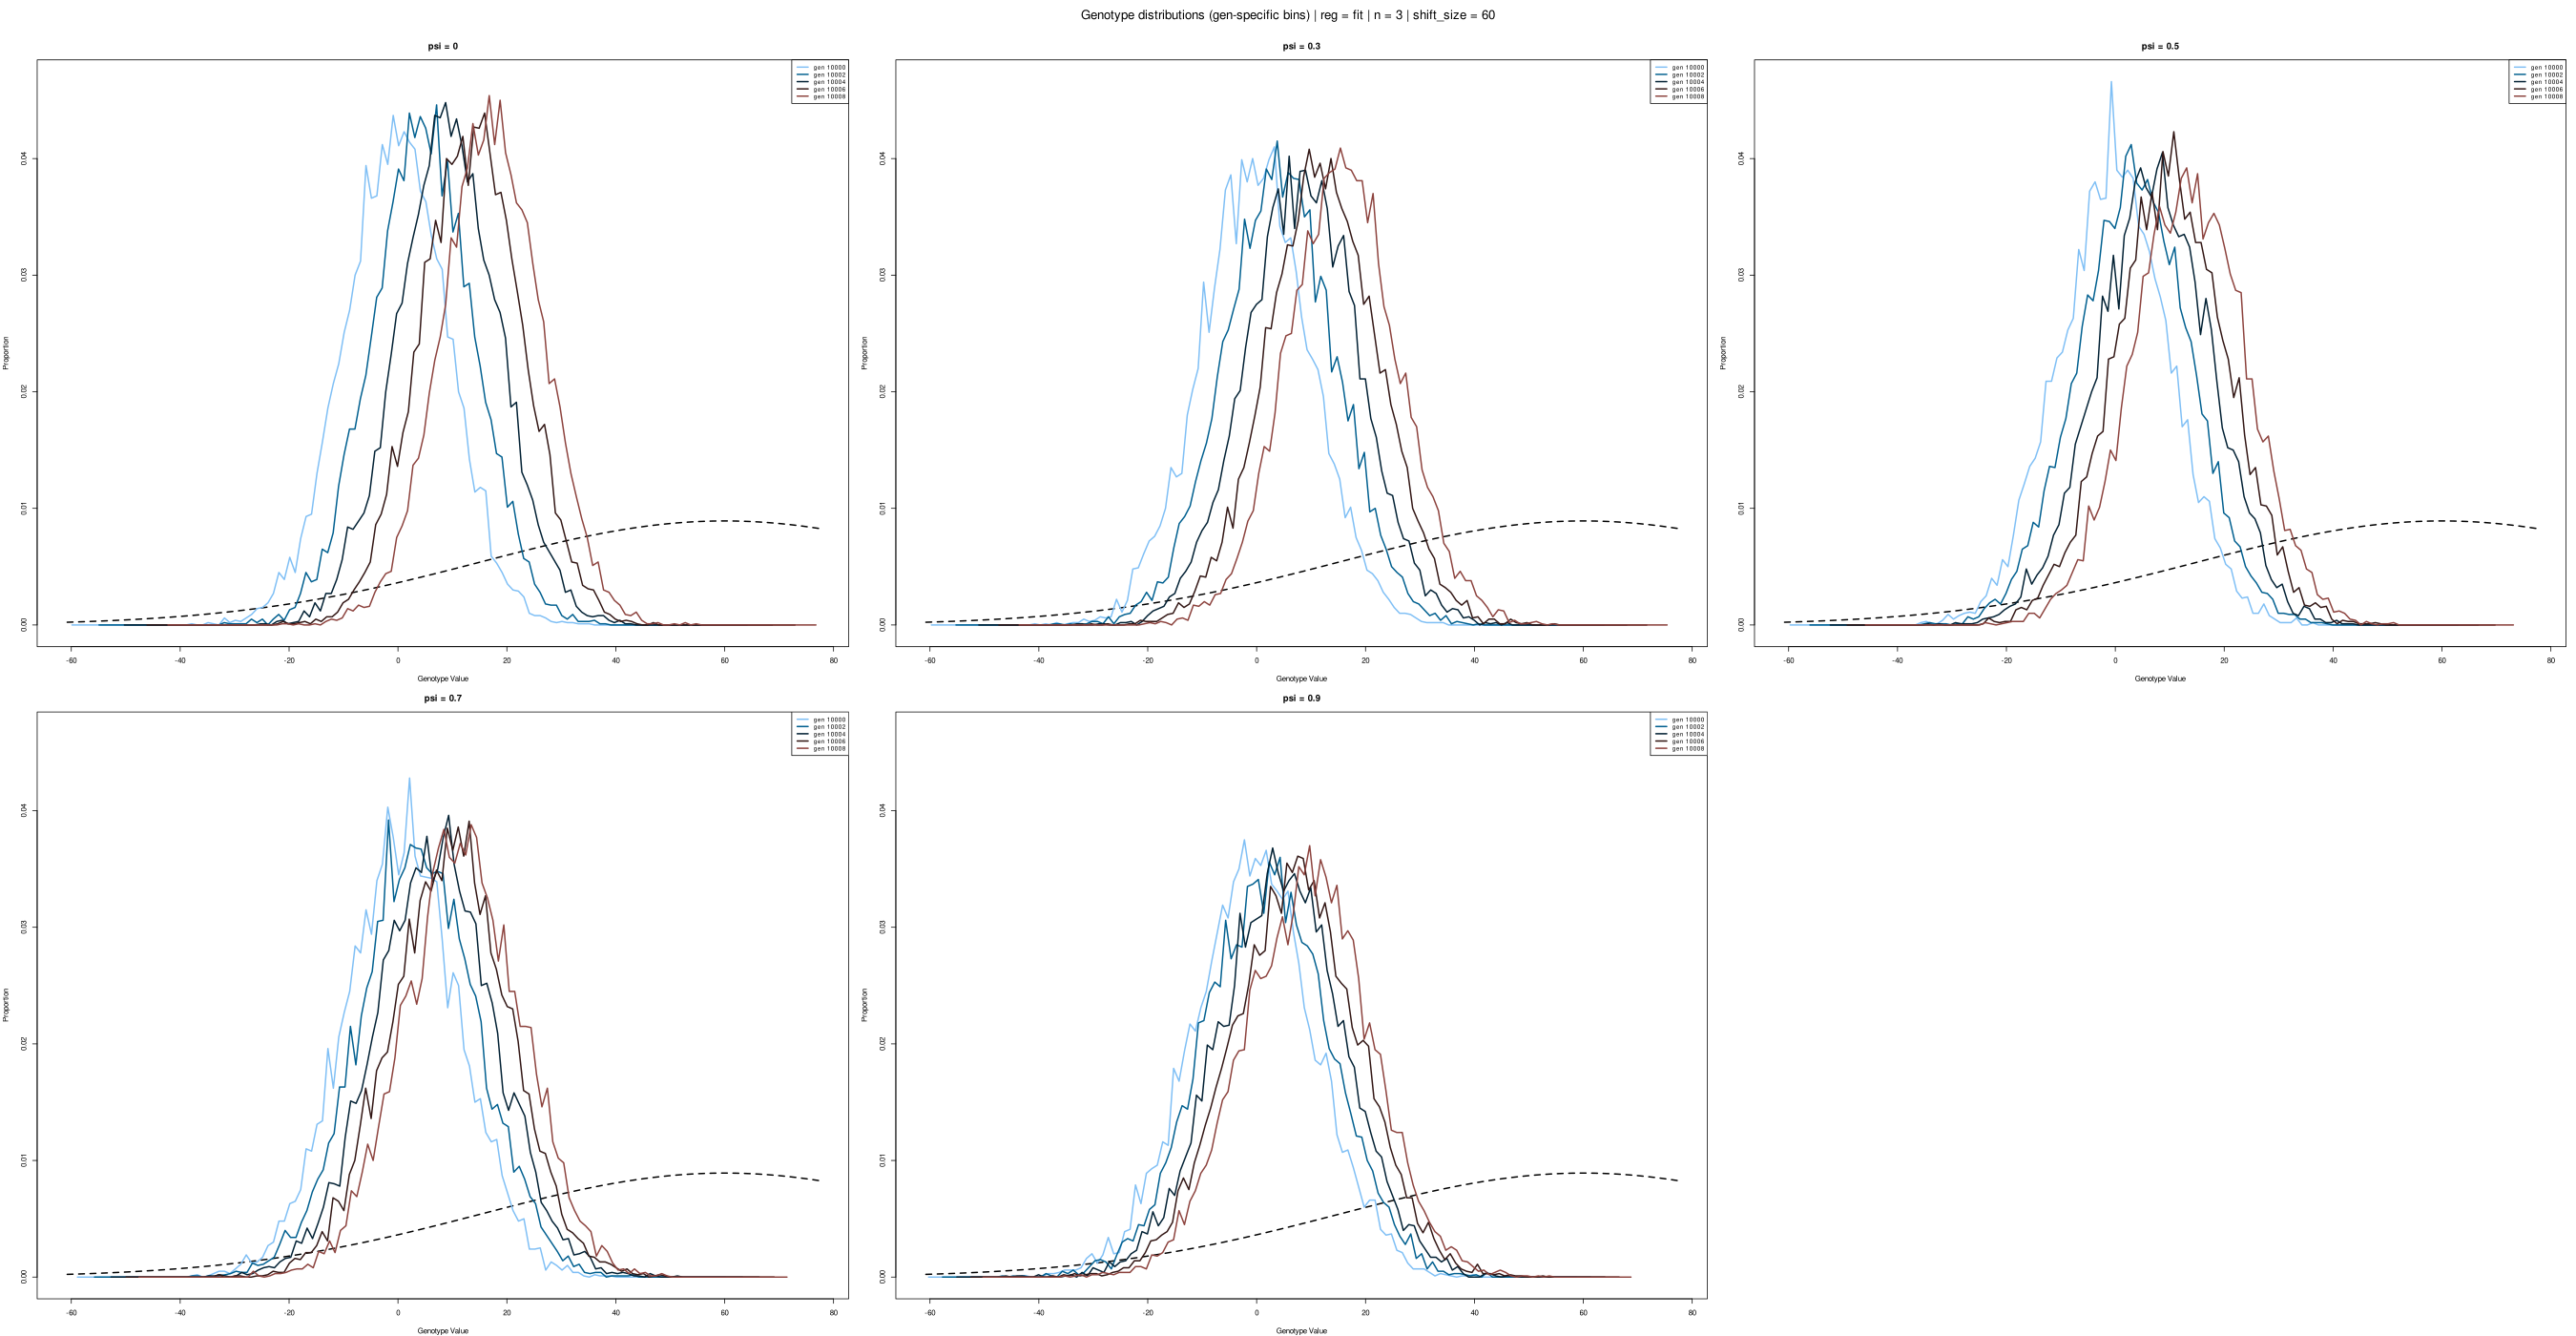 Genotype distributions (gen-specific bins) | reg = fit | n = 3 | shift_size = 60
psi = 0
gen 10000
gen 10002
gen 10004
gen 10006
gen 10008
Proportion
0.04
0.03
0.02
0.01
0.00
-60 -40 -20 0 20 40 60 80
Genotype Value
psi = 0.3
gen 10000
gen 10002
gen 10004
gen 10006
gen 10008
Proportion
0.04
0.03
0.02
0.01
0.00
-60 -40 -20 0 20 40 60 80
Genotype Value
psi = 0.5
gen 10000
gen 10002
gen 10004
gen 10006
gen 10008
Proportion
0.04
0.03
0.02
0.01
0.00
-60 -40 -20 0 20 40 60 80
Genotype Value
psi = 0.7
gen 10000
gen 10002
gen 10004
gen 10006
gen 10008
Proportion
0.04
0.03
0.02
0.01
0.00
-60 -40 -20 0 20 40 60 80
Genotype Value
psi = 0.9
gen 10000
gen 10002
gen 10004
gen 10006
gen 10008
Proportion
0.04
0.03
0.02
0.01
0.00
-60 -40 -20 0 20 40 60 80
Genotype Value